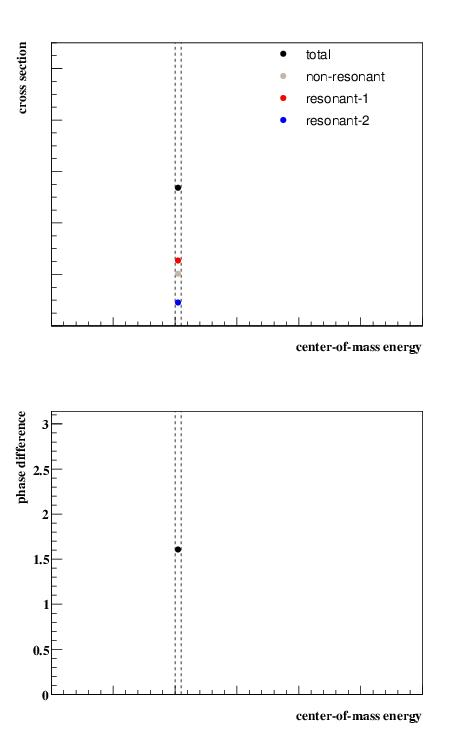 cross section
total
non-resonant
resonant-1
resonant-2
center-of-mass energy
phase difference
3
2.5
2
1.5
1
0.5
0
center-of-mass energy